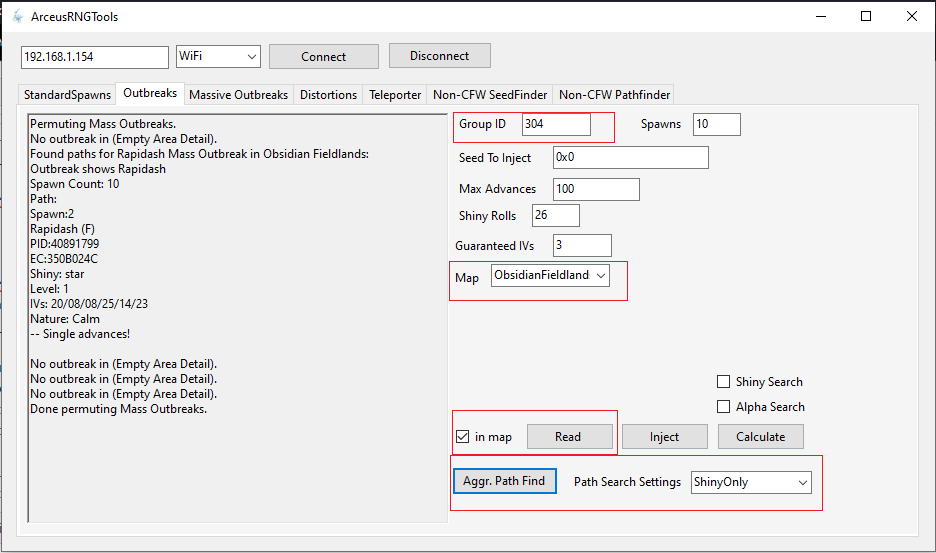 ArceusRNGTools
192.168.1.154 WiFi Connect Disconnect
StandardSpawns Outbreaks Massive Outbreaks Distortions Teleporter Non-CFW SeedFinder Non-CFW Pathfinder
Permuting Mass Outbreaks.
No outbreak in (Empty Area Detail).
Found paths for Rapidash Mass Outbreak in Obsidian Fieldlands:
Outbreak shows Rapidash
Spawn Count: 10
Path:
Spawn:2
Rapidash (F)
PID:40891799
EC:350B024C
Shiny: star
Level: 1
IVs: 20/08/08/25/14/23
Nature: Calm
-- Single advances!
No outbreak in (Empty Area Detail).
No outbreak in (Empty Area Detail).
No outbreak in (Empty Area Detail).
Done permuting Mass Outbreaks.
Group ID 304 Spawns 10
Seed To Inject 0x0
Max Advances 100
Shiny Rolls 26
Guaranteed IVs 3
Map ObsidianFieldland
Shiny Search
Alpha Search
in map Read Inject Calculate
Aggr. Path Find Path Search Settings ShinyOnly